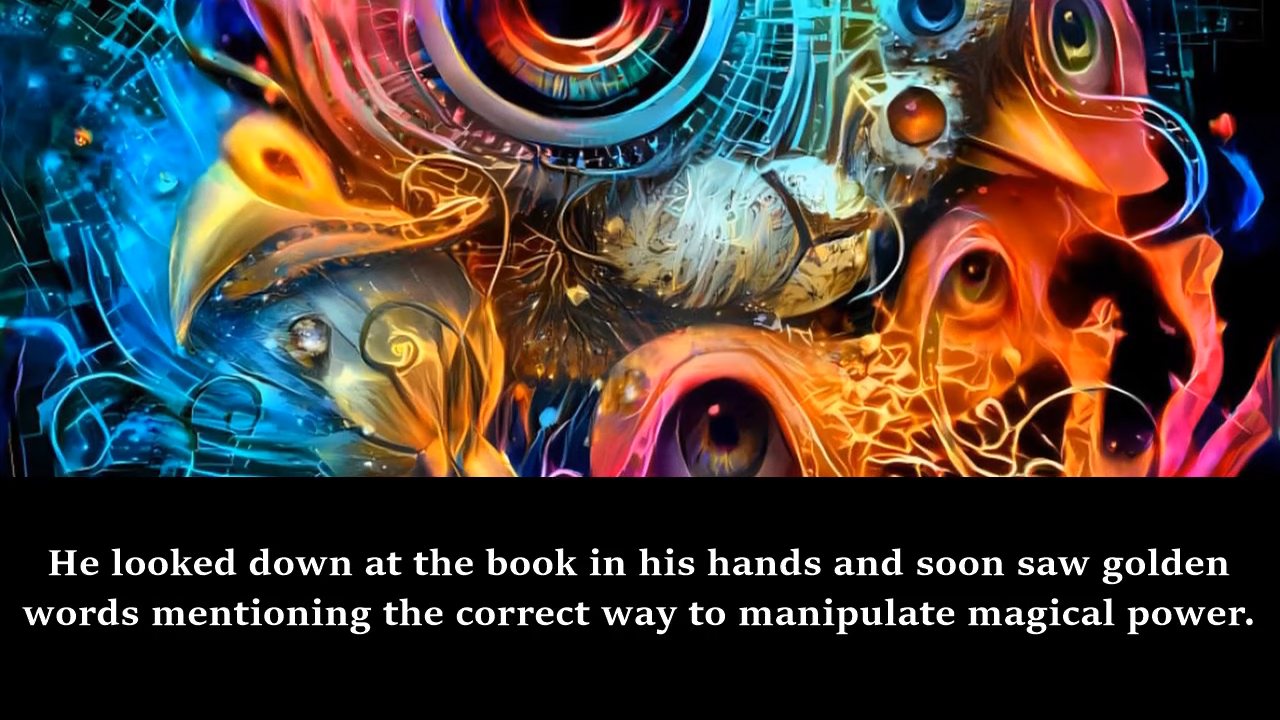 He looked down at the book in his hands and soon saw golden
words mentioning the correct way to manipulate magical power.